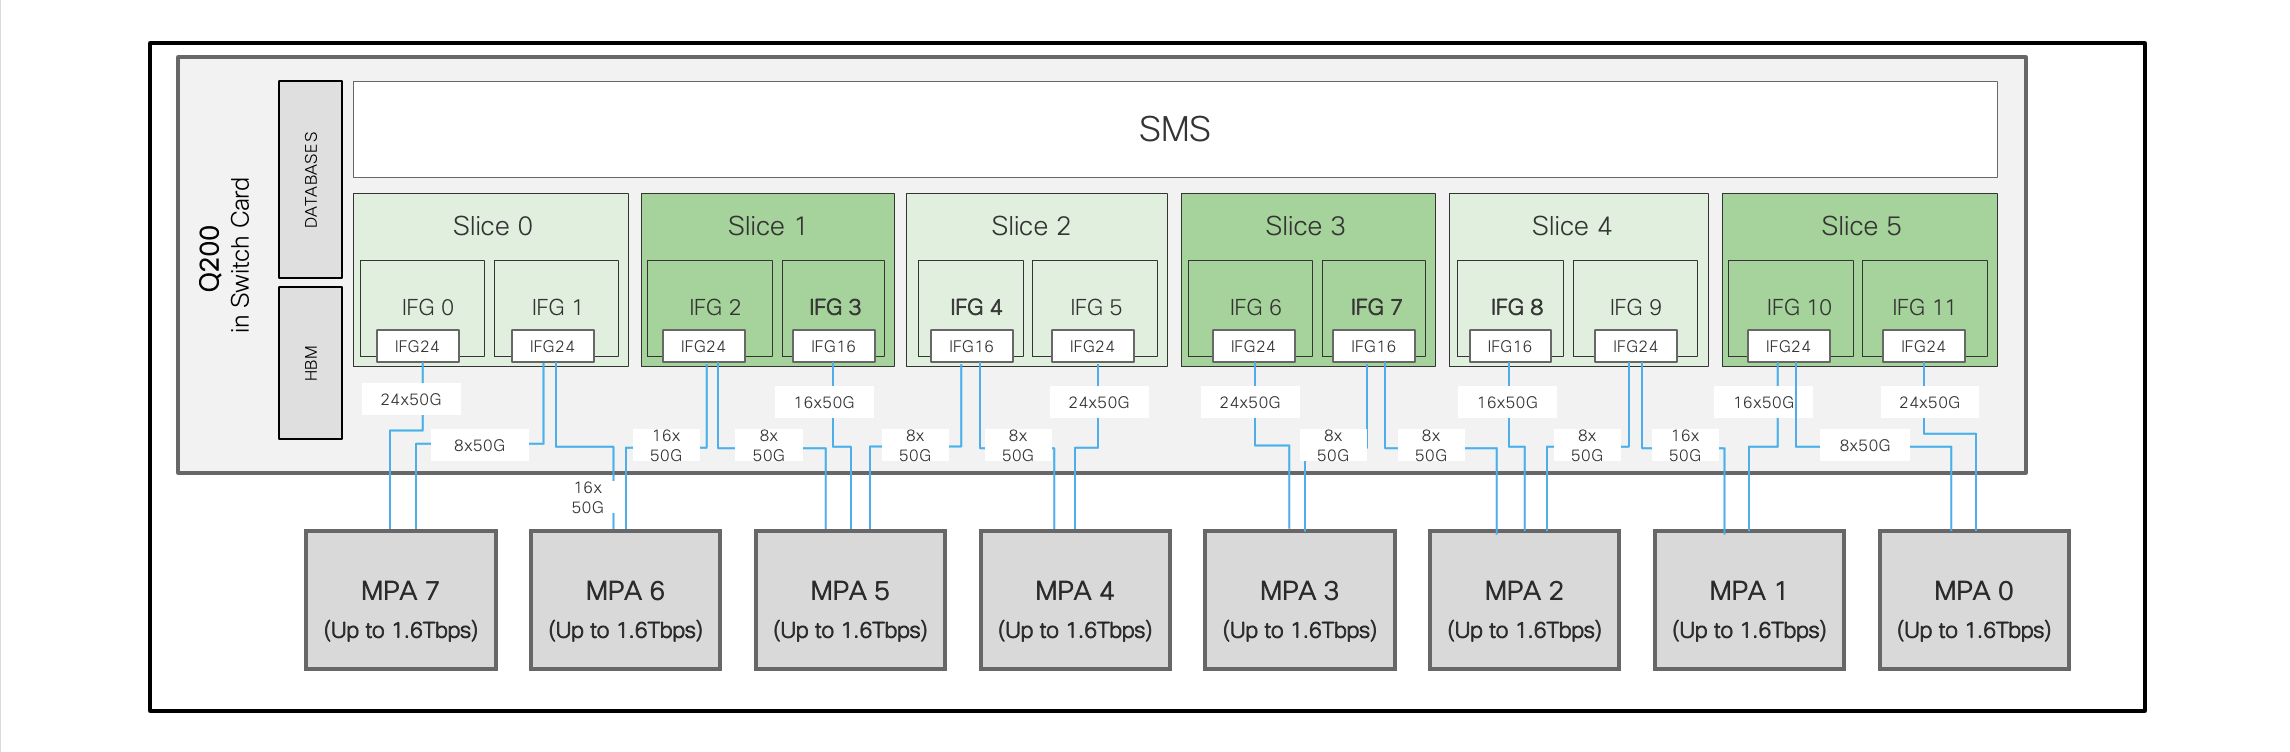 SMS
DATABASES
Q200
in Switch Card
HBM
Slice 0
Slice 1
Slice 2
Slice 3
Slice 4
Slice 5
IFG 0
IFG 1
IFG 2
IFG 3
IFG 4
IFG 5
IFG 6
IFG 7
IFG 8
IFG 9
IFG 10
IFG 11
IFG24
IFG24
IFG24
IFG16
IFG16
IFG24
IFG24
IFG16
IFG16
IFG24
IFG24
IFG24
24x50G
16x50G
24x50G
24x50G
16x50G
16x50G
24x50G
8x50G
16x
50G
8x
50G
8x
50G
8x
50G
8x
50G
8x
50G
8x
50G
16x
50G
8x50G
16x
50G
MPA 7
(Up to 1.6Tbps)
MPA 6
(Up to 1.6Tbps)
MPA 5
(Up to 1.6Tbps)
MPA 4
(Up to 1.6Tbps)
MPA 3
(Up to 1.6Tbps)
MPA 2
(Up to 1.6Tbps)
MPA 1
(Up to 1.6Tbps)
MPA 0
(Up to 1.6Tbps)